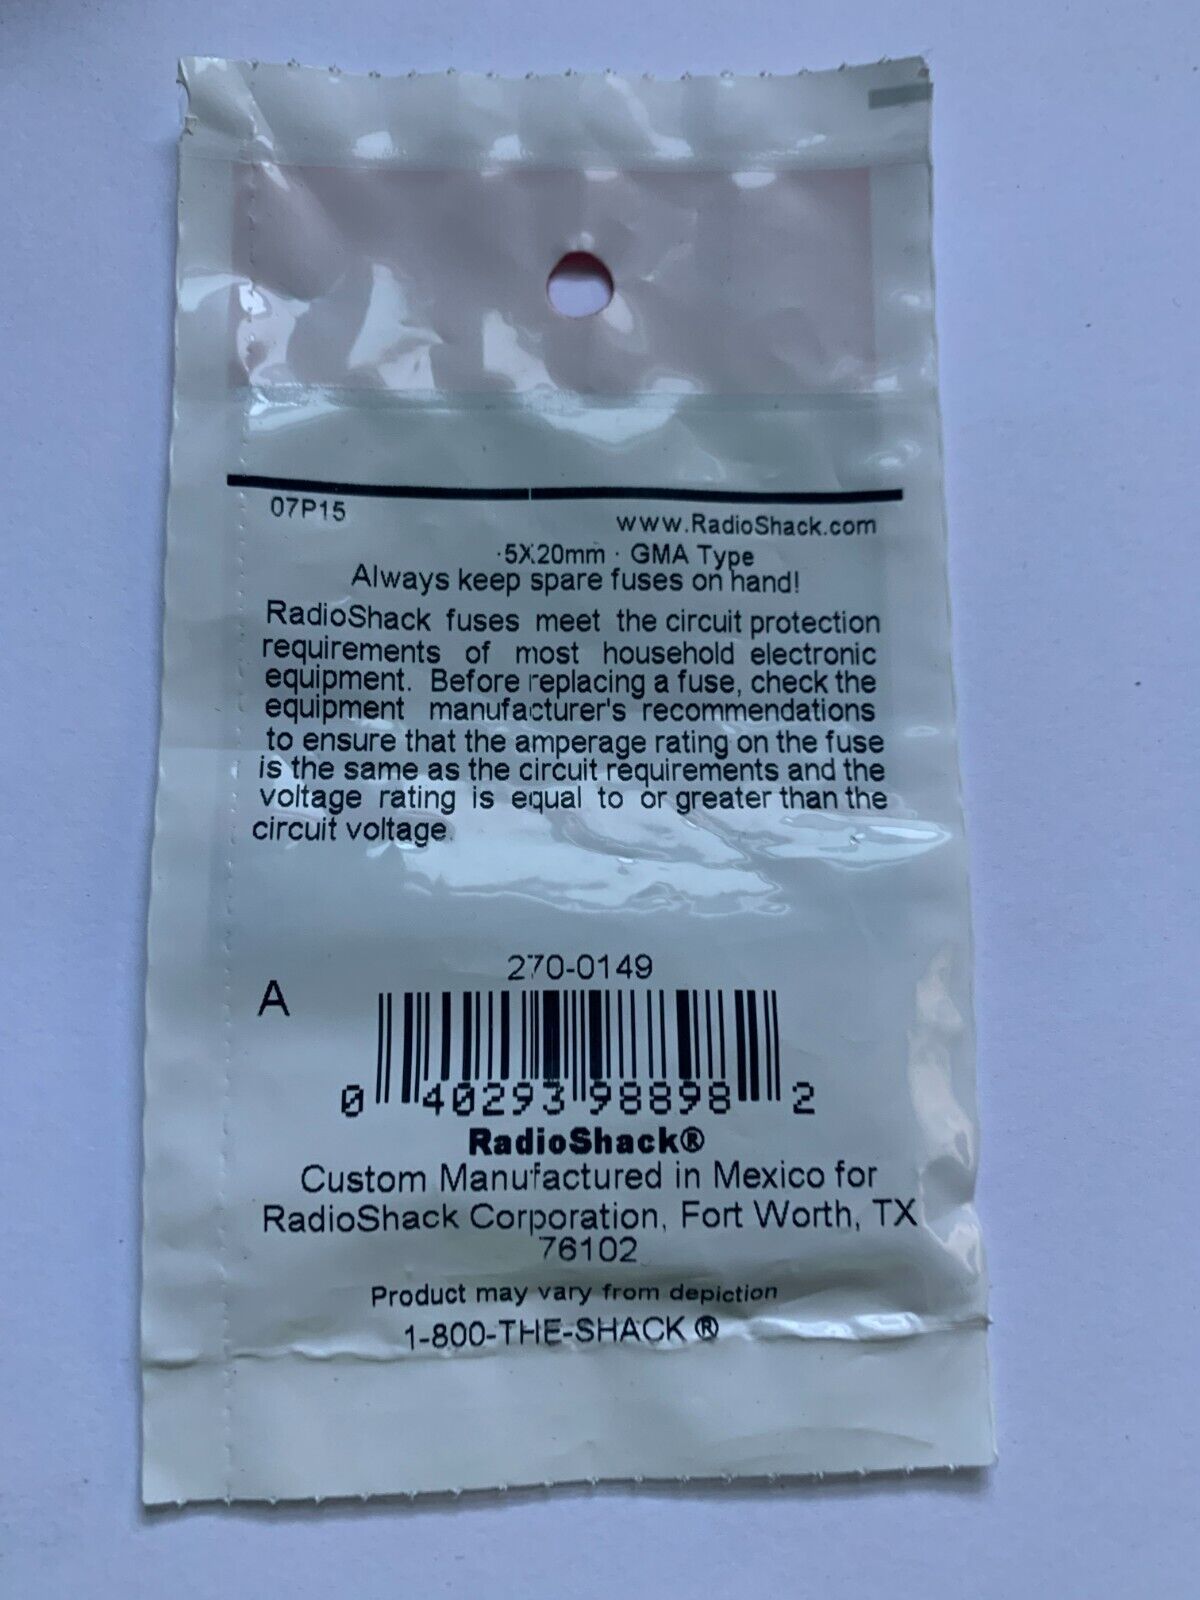 07P15
www.RadioShack.com
·5X20mm · GMA Type
Always keep spare fuses on hand!
RadioShack fuses meet the circuit protection
requirements of most household electronic
equipment. Before replacing a fuse, check the
equipment manufacturer's recommendations
to ensure that the amperage rating on the fuse
is the same as the circuit requirements and the
voltage rating is equal to or greater than the
circuit voltage.
270-0149
A
0 40293 98898 2
RadioShack®
Custom Manufactured in Mexico for
RadioShack Corporation, Fort Worth, TX
76102
Product may vary from depiction
1-800-THE-SHACK ®